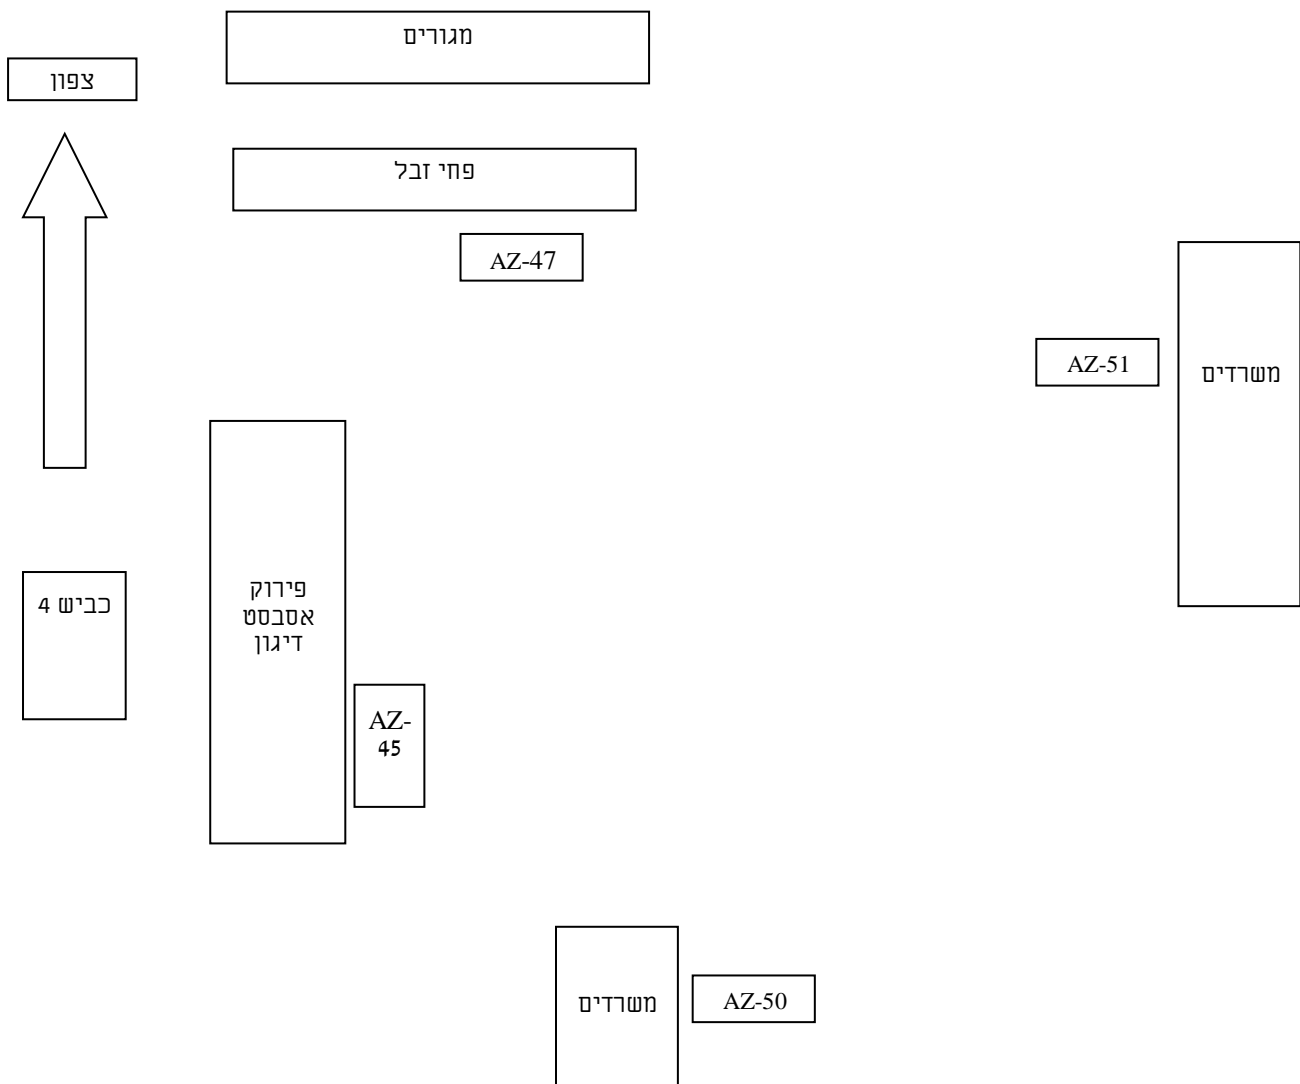 מגורים
צפון
פחי זבל
AZ-47
AZ-51
משרדים
פירוק
אסבסט
דיגון
כביש 4
AZ-
45
משרדים
AZ-50